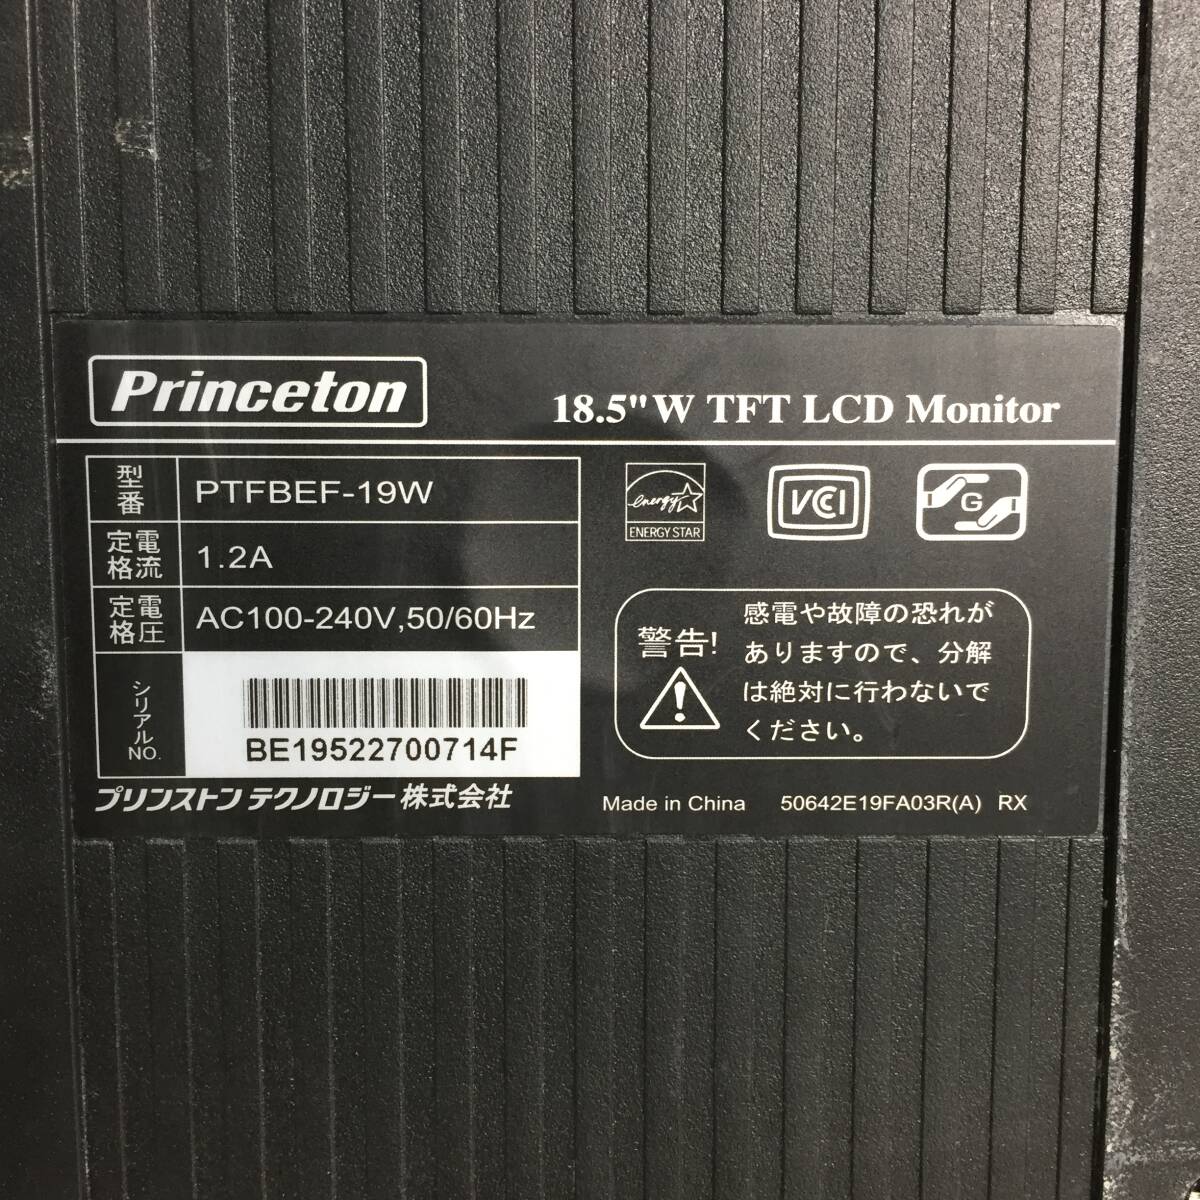 Princeton
18.5" W TFT LCD Monitor
型番 PTFBEF-19W
定格電流 1.2A
定格電圧 AC100-240V,50/60Hz
シリアルNO. BE19522700714F
プリンストンテクノロジー株式会社
energy
ENERGY STAR
VCCI
G
警告!
感電や故障の恐れが
ありますので、分解
は絶対に行わないで
ください。
Made in China 50642E19FA03R(A) RX